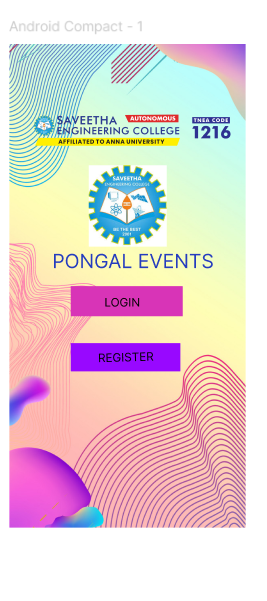 Android Compact - 1
SAVEETHA AUTONOMOUS
ENGINEERING COLLEGE
AFFILIATED TO ANNA UNIVERSITY
TNEA CODE
1216
SAVEETHA
ENGINEERING COLLEGE
BE THE BEST
2001
PONGAL EVENTS
LOGIN
REGISTER